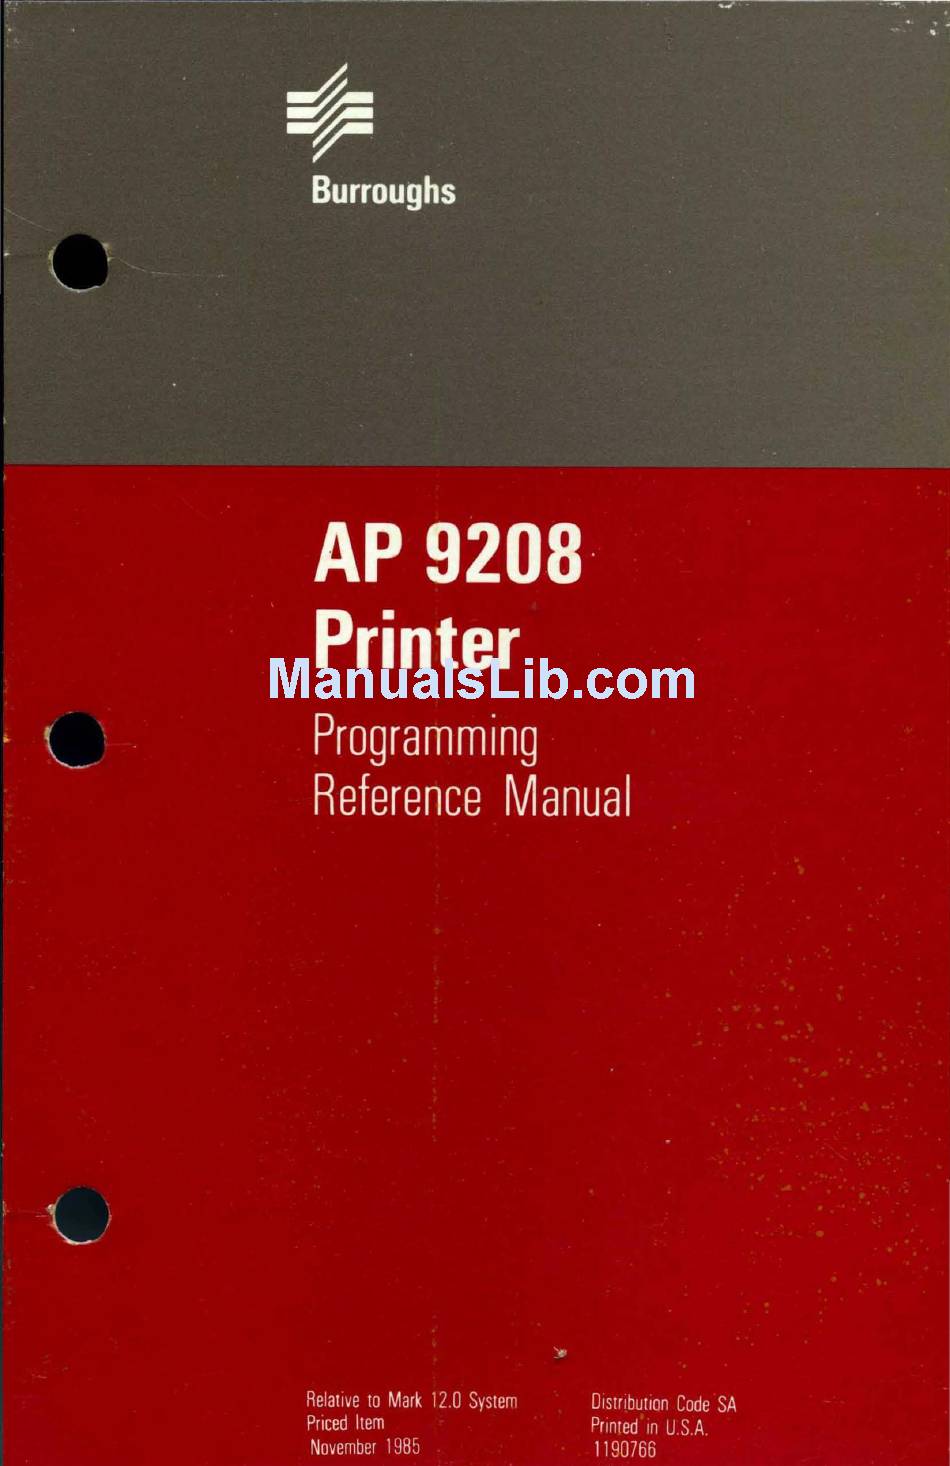 Burroughs
AP 9208
Printer
ManualsLib.com
Programming
Reference Manual
Relative to Mark 12.0 System
Priced Item
November 1985
Distribution Code SA
Printed in U.S.A.
1190766